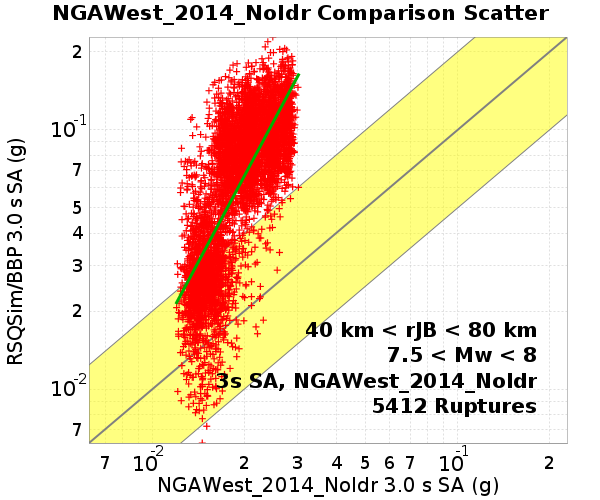 NGAWest_2014_NoIdr Comparison Scatter
RSQSim/BBP 3.0 s SA (g)
2
10⁻¹
7
5
4
3
2
10⁻²
7
40 km < rJB < 80 km
7.5 < Mw < 8
3s SA, NGAWest_2014_NoIdr
5412 Ruptures
7 10⁻² 2 3 4 5 6 7 10⁻¹ 2
NGAWest_2014_NoIdr 3.0 s SA (g)